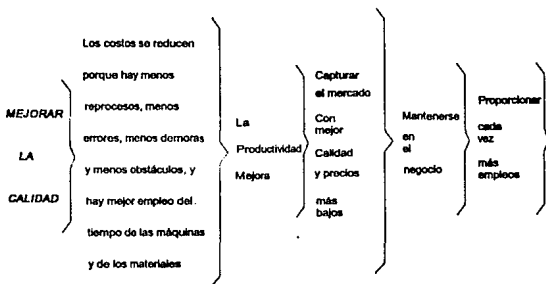 MEJORAR
LA
CALIDAD
Los costos se reducen
porque hay menos
reprocesos, menos
errores, menos demoras
y menos obstáculos, y
hay mejor empleo del.
tiempo de las máquinas
y de los materiales
La
Productividad
Mejora
Capturar
el mercado
Con
mejor
Calidad
y precios
más
bajos
Mantenerse
en
el
negocio
Proporcionar
cada
vez
más
empleos